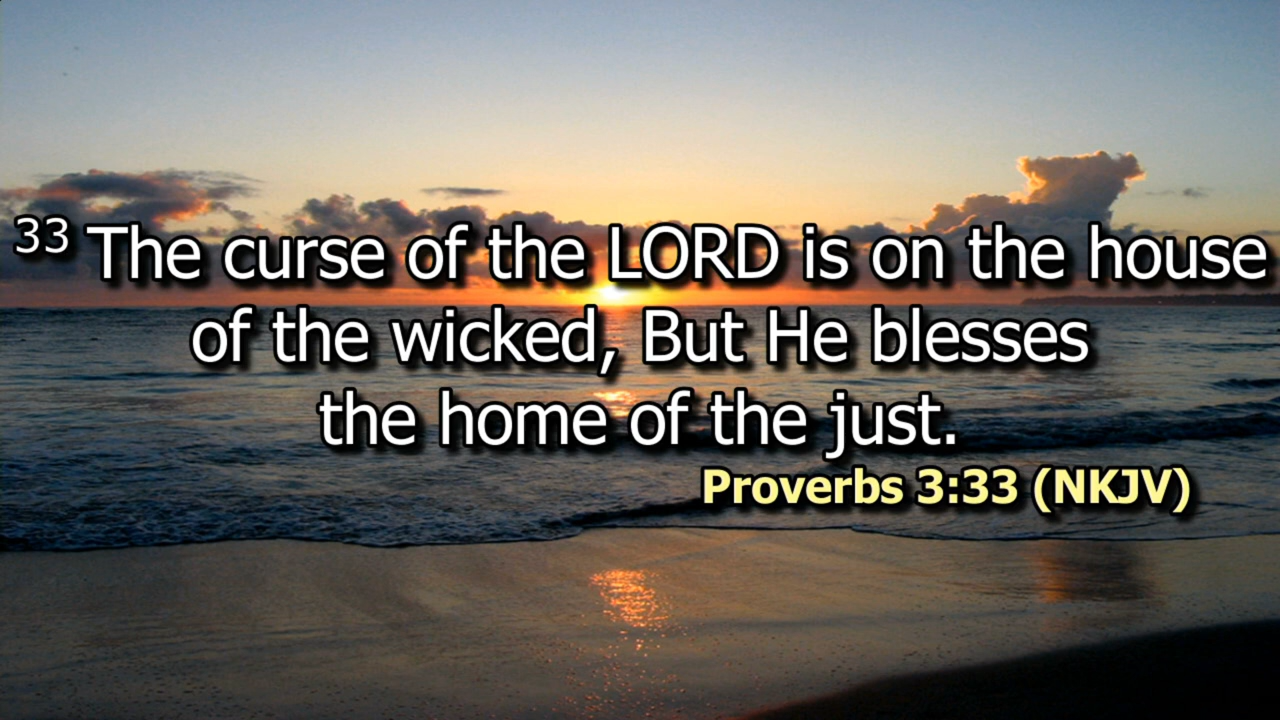 33 The curse of the LORD is on the house
of the wicked, But He blesses
the home of the just.
Proverbs 3:33 (NKJV)